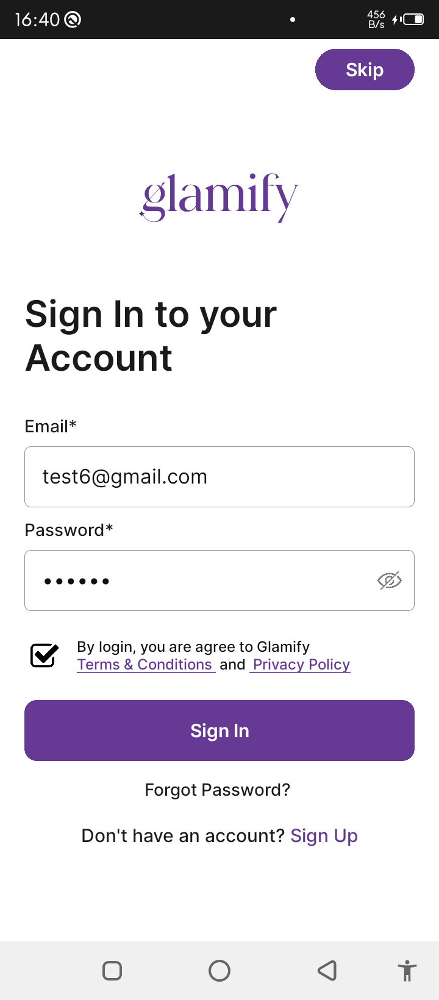 16:40
456
B/s
Skip
glamify
Sign In to your
Account
Email*
test6@gmail.com
Password*
••••••
By login, you are agree to Glamify
Terms & Conditions and Privacy Policy
Sign In
Forgot Password?
Don't have an account? Sign Up